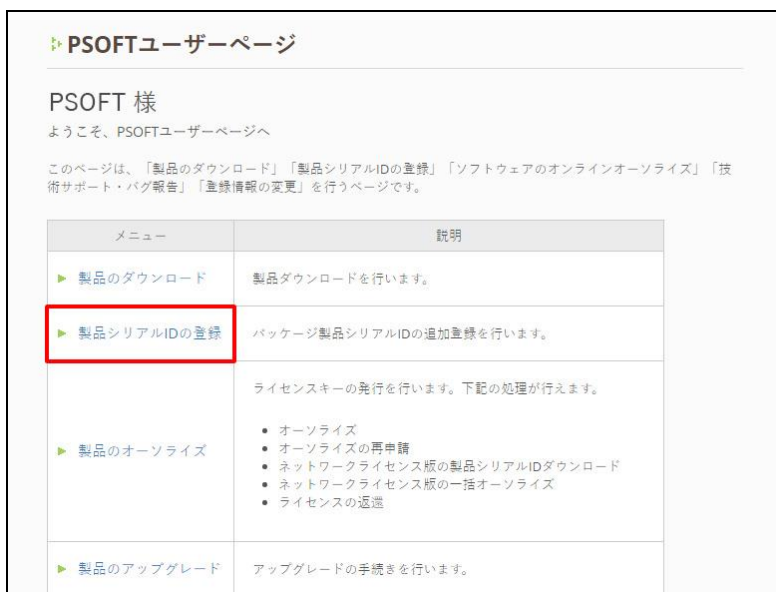 PSOFTユーザーページ
PSOFT 様
ようこそ、PSOFTユーザーページへ
このページは、「製品のダウンロード」「製品シリアルIDの登録」「ソフトウェアのオンラインオーソライズ」「技
術サポート・バグ報告」「登録情報の変更」を行うページです。
メニュー 説明
製品のダウンロード 製品ダウンロードを行います。
製品シリアルIDの登録 パッケージ製品シリアルIDの追加登録を行います。
ライセンスキーの発行を行います。下記の処理が行えます。
• オーソライズ
• オーソライズの再申請
製品のオーソライズ
• ネットワークライセンス版の製品シリアルIDダウンロード
• ネットワークライセンス版の一括オーソライズ
• ライセンスの返還
製品のアップグレード アップグレードの手続きを行います。